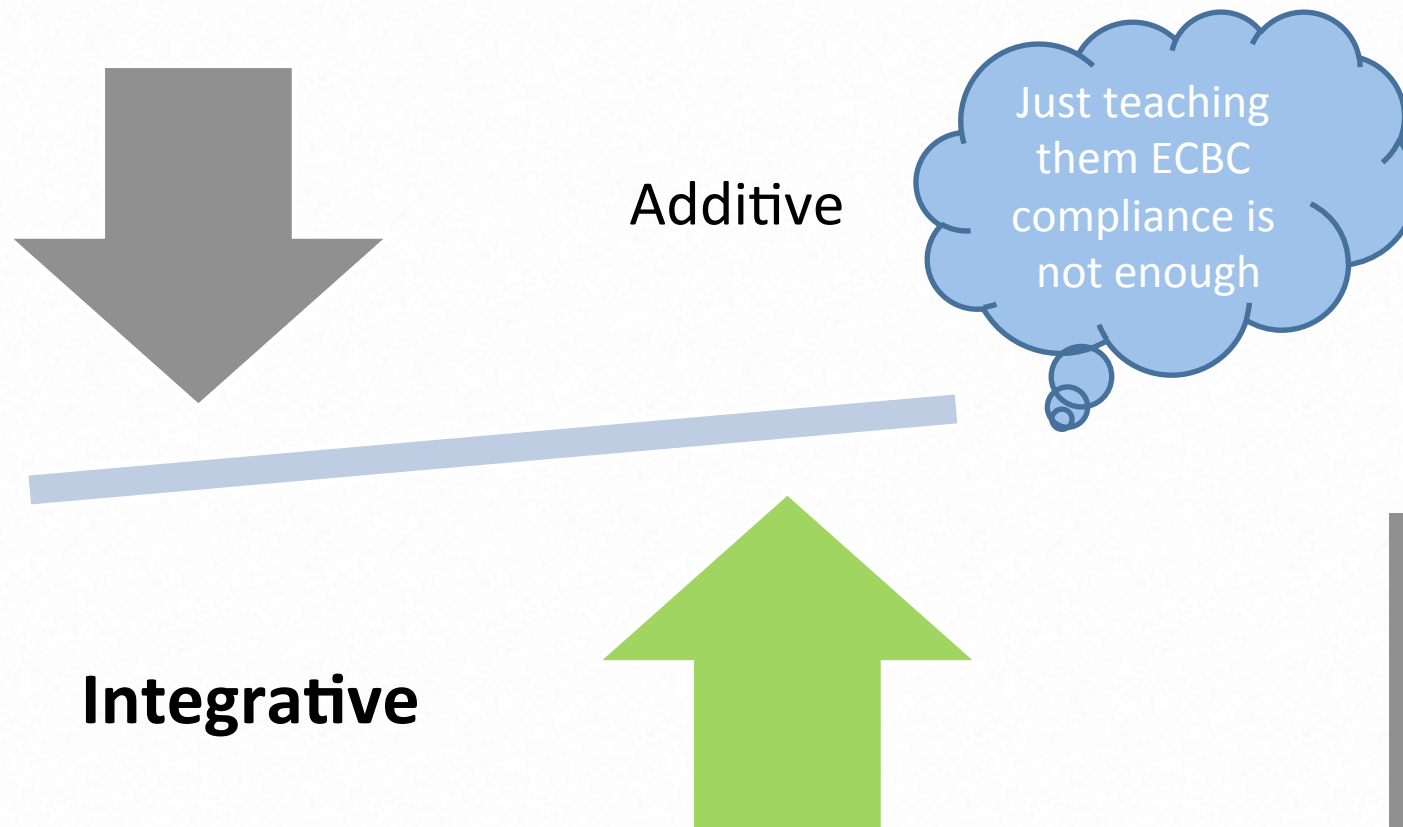 Additive
Just teaching
them ECBC
compliance is
not enough
Integrative